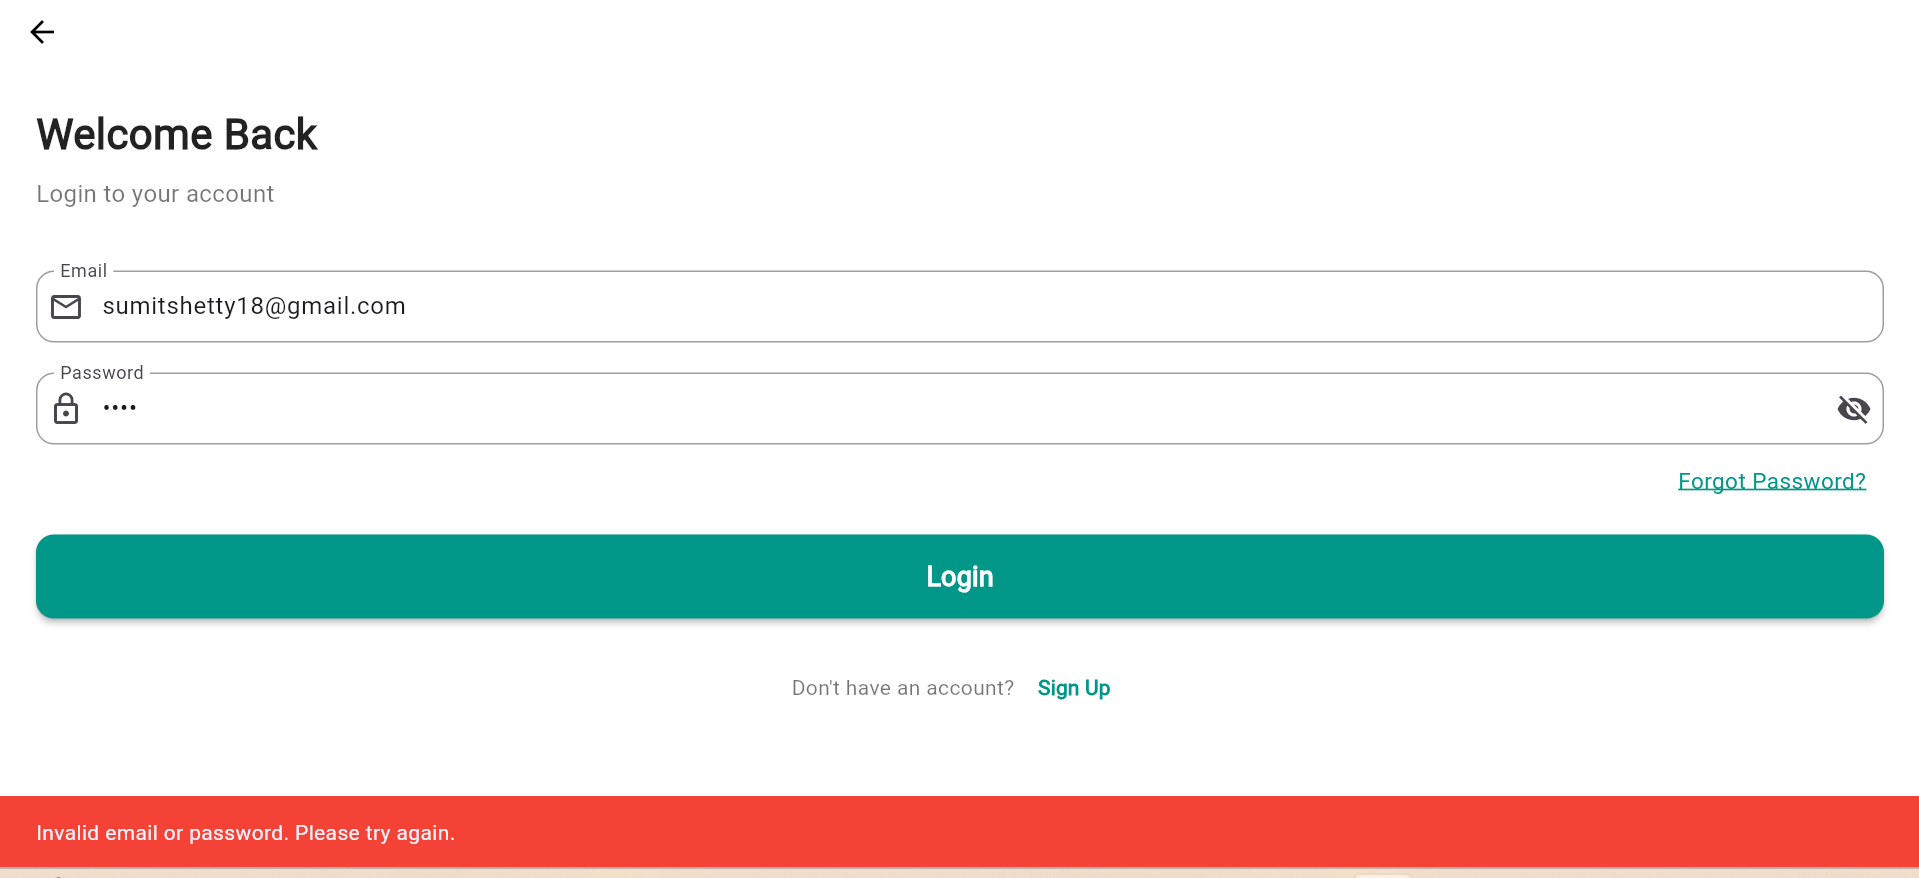 Welcome Back
Login to your account
Email
sumitshetty18@gmail.com
Password
••••
Forgot Password?
Login
Don't have an account? Sign Up
Invalid email or password. Please try again.